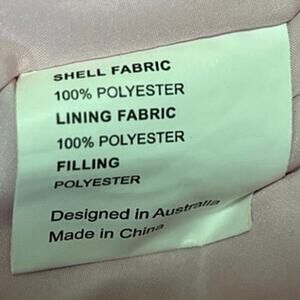 SHELL FABRIC
100% POLYESTER
LINING FABRIC
100% POLYESTER
FILLING
POLYESTER
Designed in Australia
Made in China